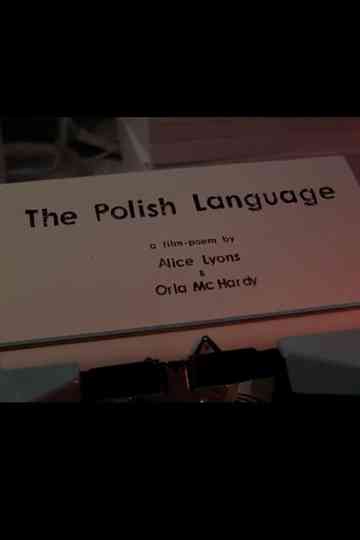 The Polish Language
a film-poem by
Alice Lyons
&
Orla Mc Hardy